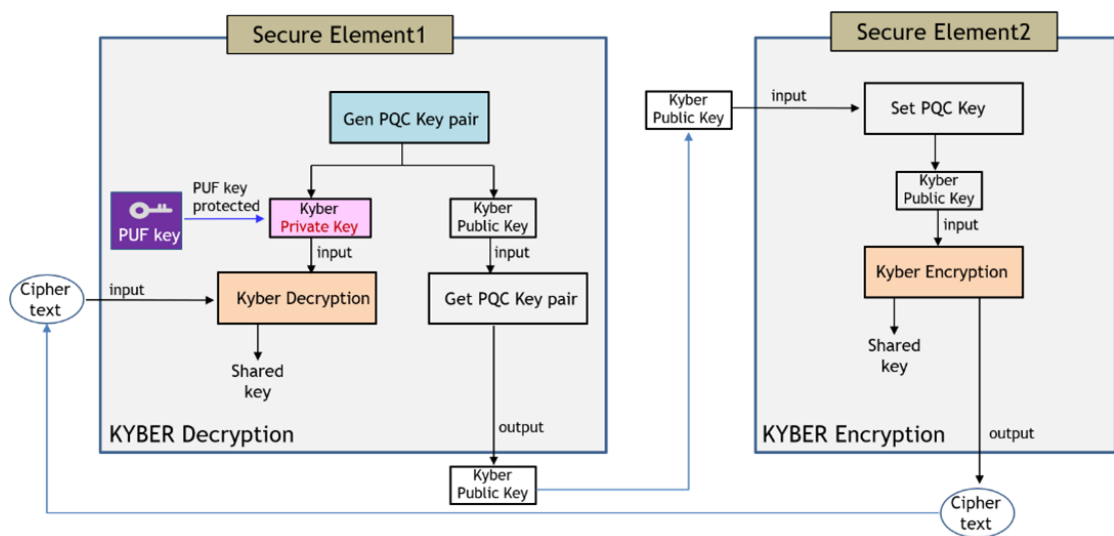 Secure Element1
Secure Element2
Gen PQC Key pair
PUF key
protected
PUF key
Kyber
Private Key
Kyber
Public Key
input
input
Cipher
text
input
Kyber Decryption
Get PQC Key pair
Shared
key
KYBER Decryption
output
Kyber
Public Key
Kyber
Public Key
input
Set PQC Key
Kyber
Public Key
input
Kyber Encryption
Shared
key
KYBER Encryption
output
Cipher
text